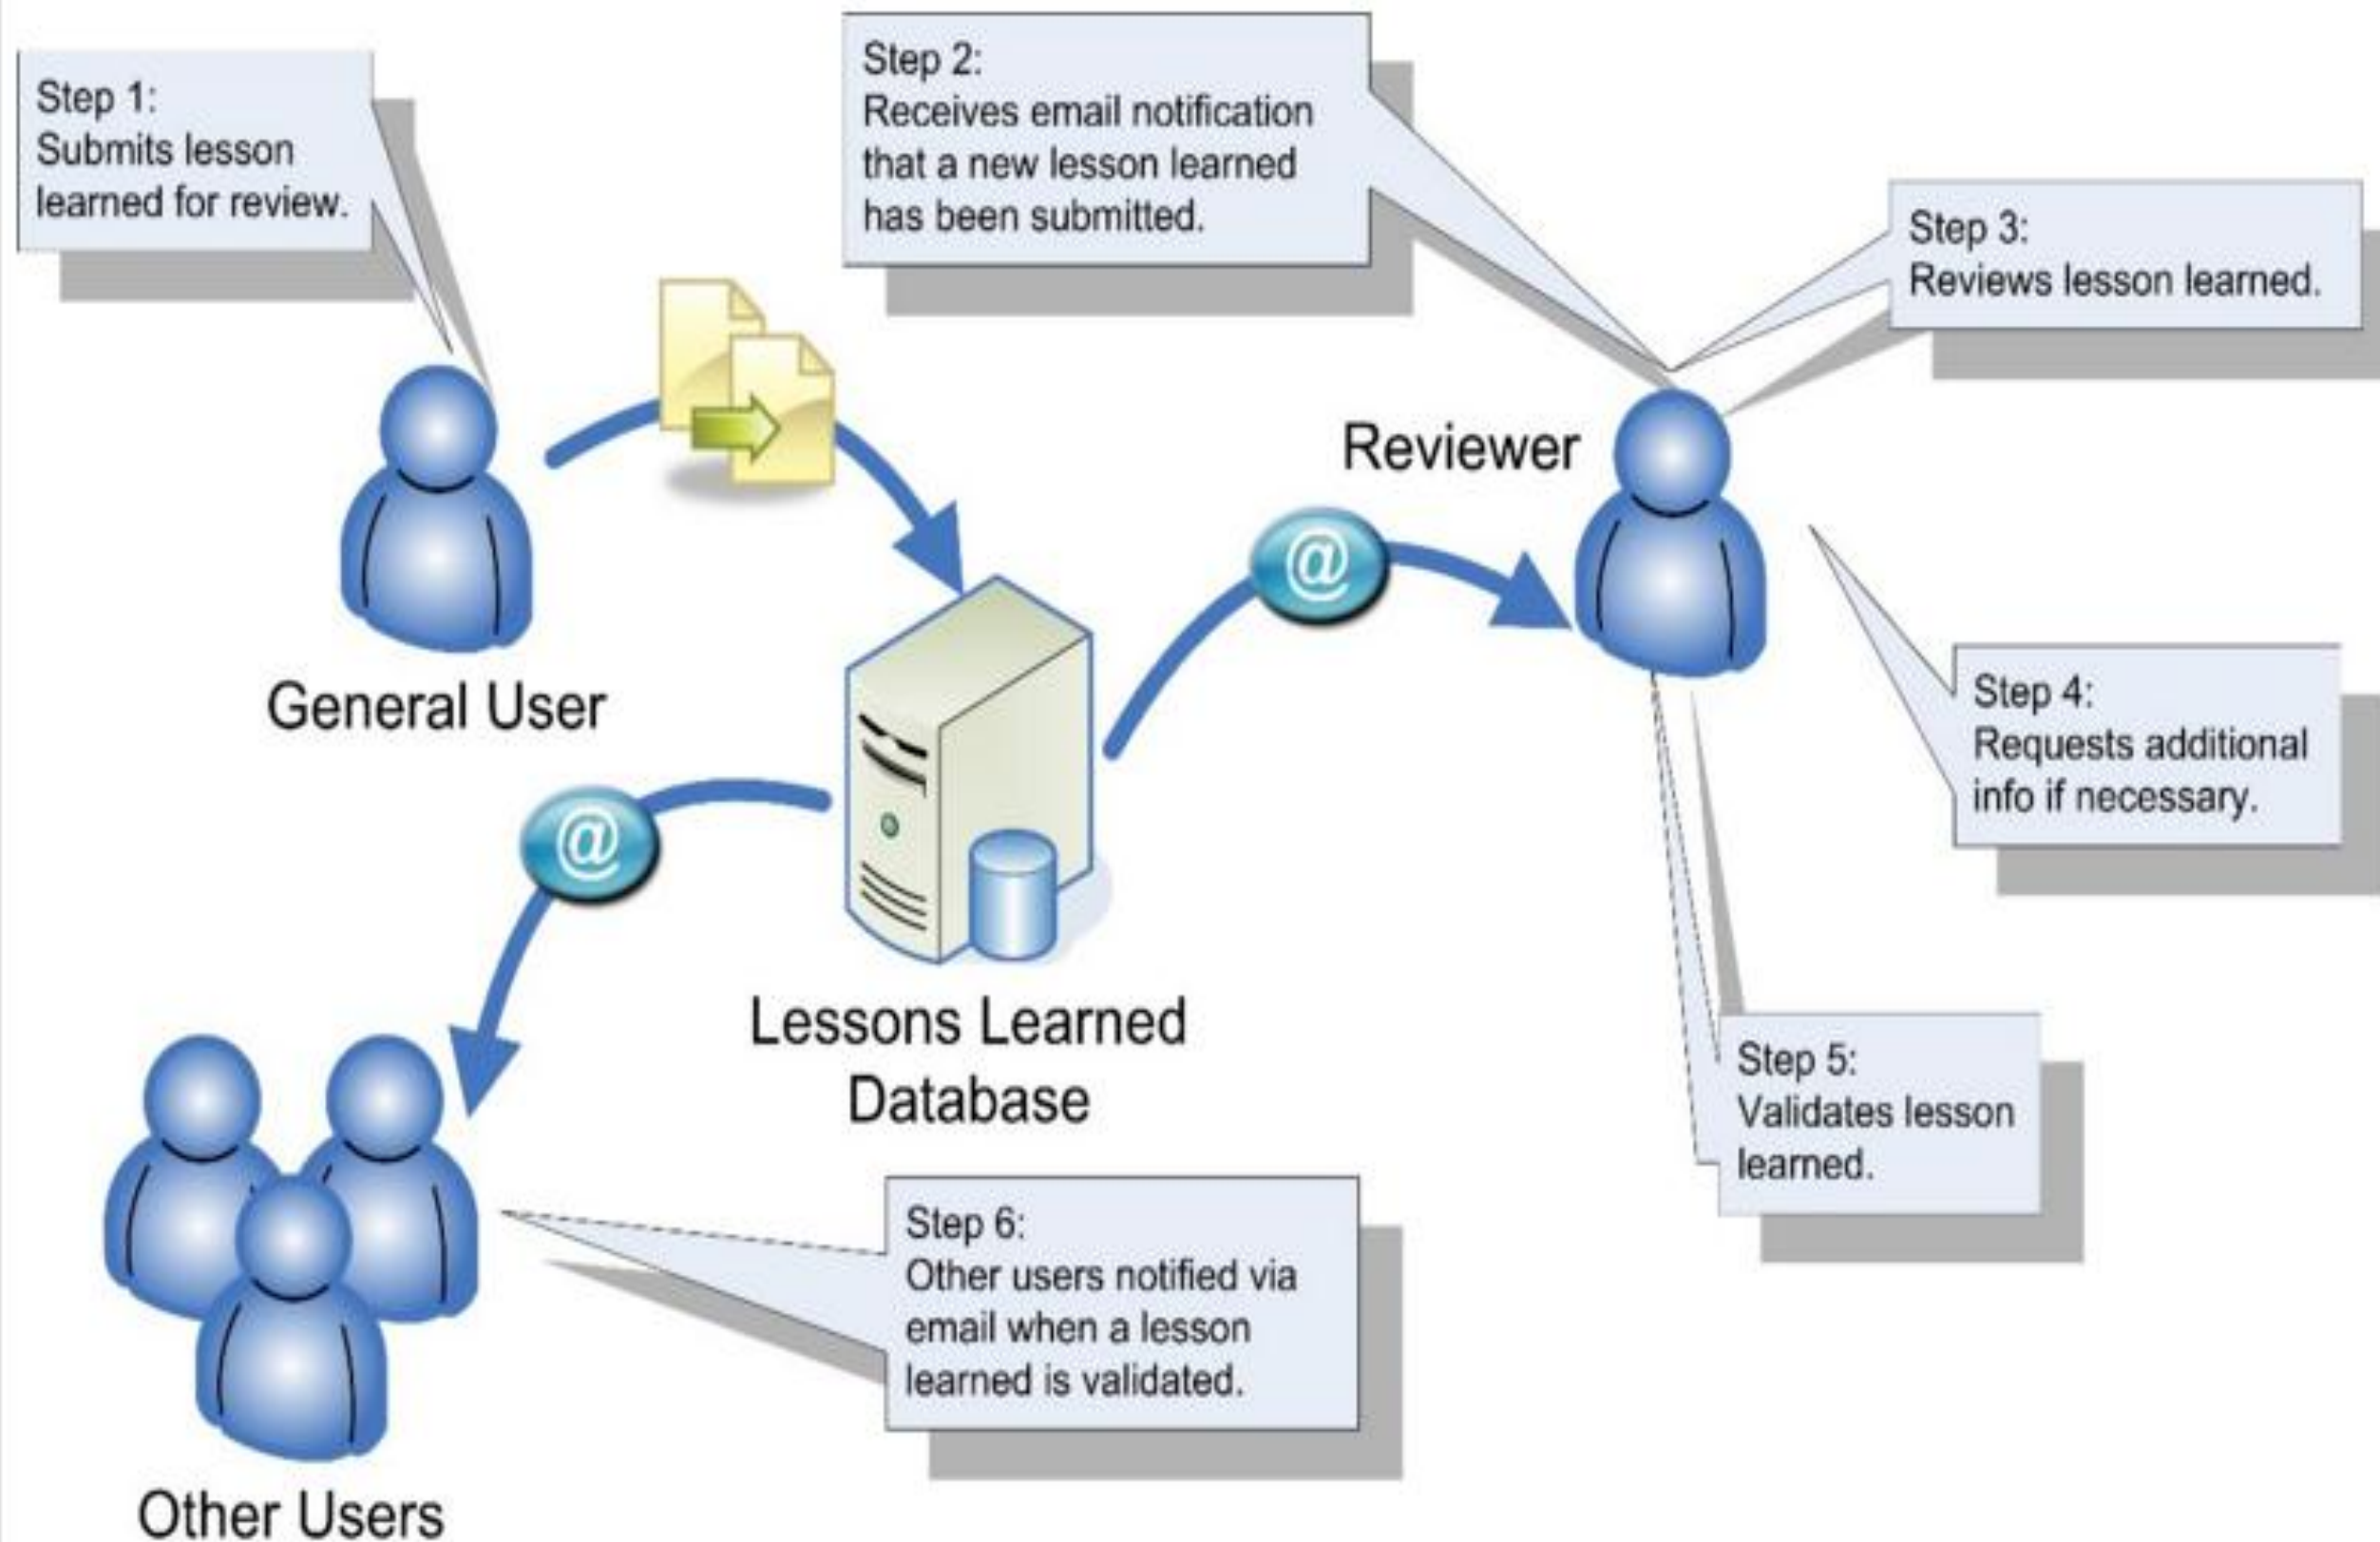 Step 1:
Submits lesson
learned for review.
Step 2:
Receives email notification
that a new lesson learned
has been submitted.
Step 3:
Reviews lesson learned.
Reviewer
@
General User
Step 4:
Requests additional
info if necessary.
@
Lessons Learned
Database
Step 5:
Validates lesson
learned.
Step 6:
Other users notified via
email when a lesson
learned is validated.
Other Users